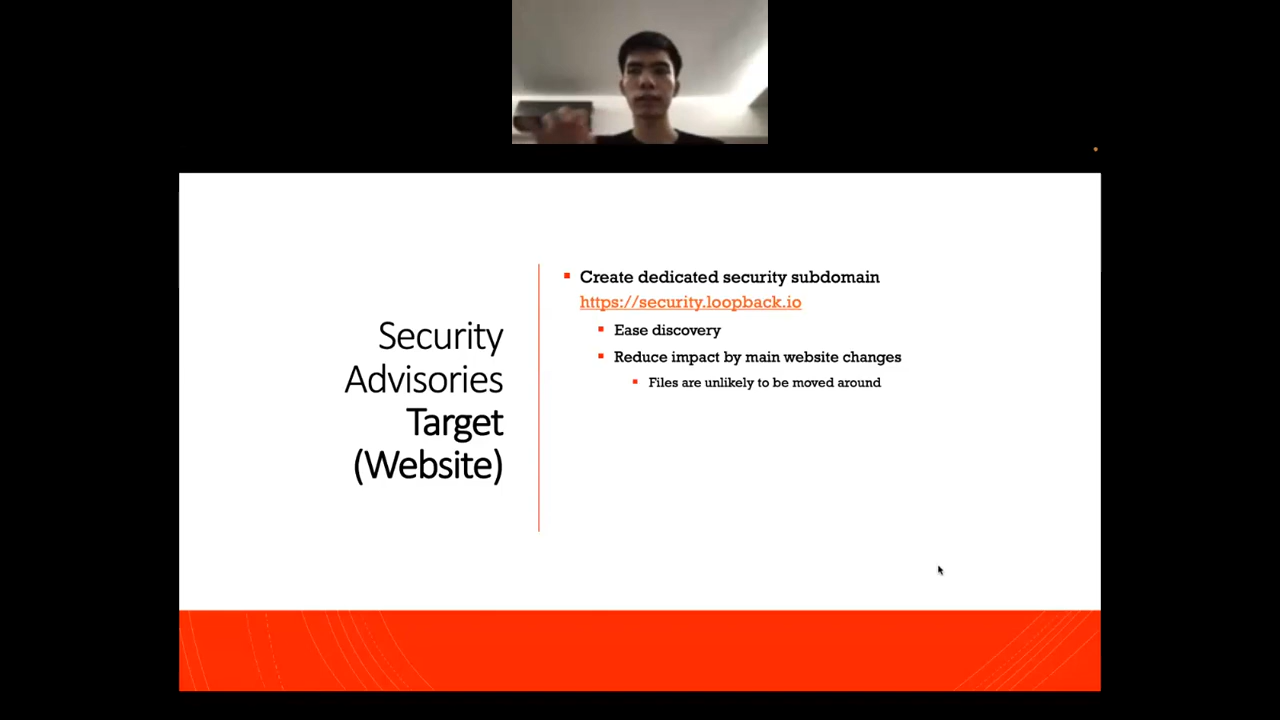 Security
Advisories
Target
(Website)
Create dedicated security subdomain
https://security.loopback.io
Ease discovery
Reduce impact by main website changes
Files are unlikely to be moved around